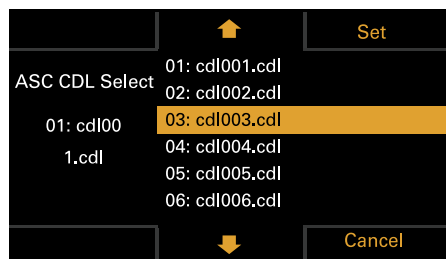 Set
ASC CDL Select
01: cdl00
1.cdl
01: cdl001.cdl
02: cdl002.cdl
03: cdl003.cdl
04: cdl004.cdl
05: cdl005.cdl
06: cdl006.cdl
Cancel